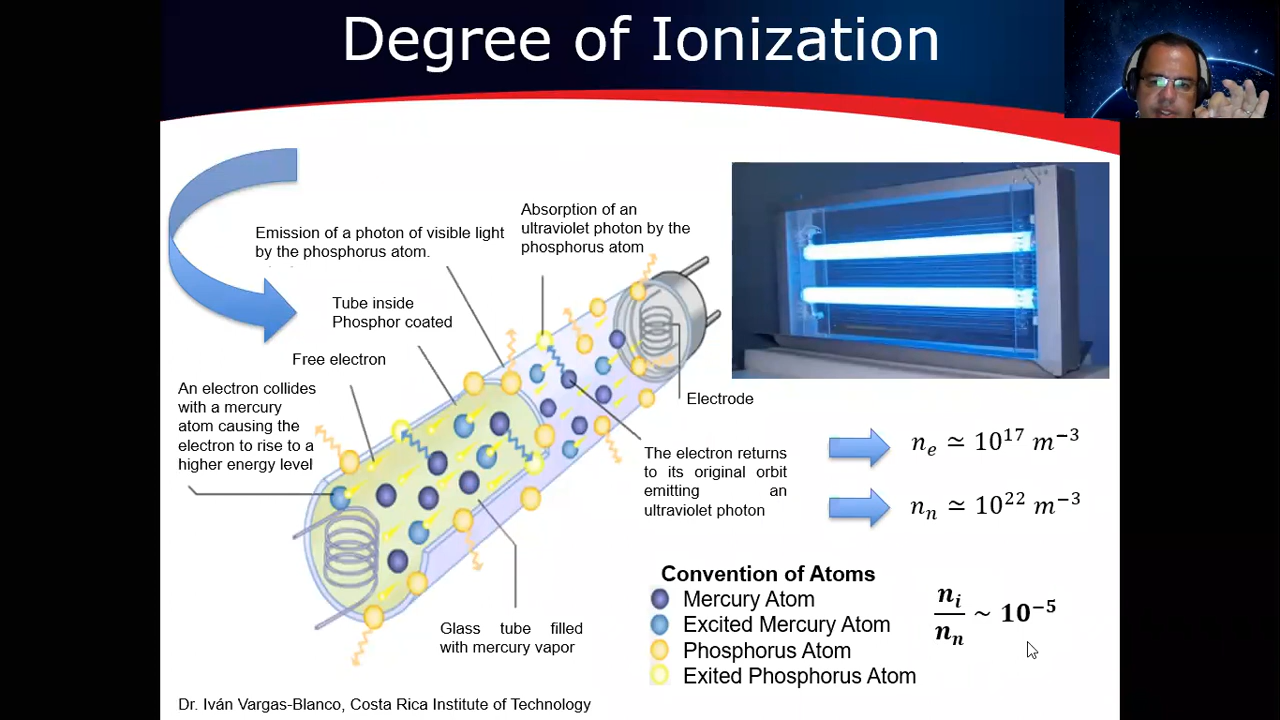 Degree of Ionization
Absorption of an
ultraviolet photon by the
phosphorus atom
Emission of a photon of visible light
by the phosphorus atom.
Tube inside
Phosphor coated
Free electron
An electron collides
with a mercury
atom causing the
electron to rise to a
higher energy level
Electrode
The electron returns
to its original orbit
emitting an
ultraviolet photon
Glass tube filled
with mercury vapor
n_e ≃ 10^17 m^−3
n_n ≃ 10^22 m^−3
Convention of Atoms
Mercury Atom
Excited Mercury Atom
Phosphorus Atom
Exited Phosphorus Atom
n_i/n_n ~ 10^−5
Dr. Iván Vargas-Blanco, Costa Rica Institute of Technology